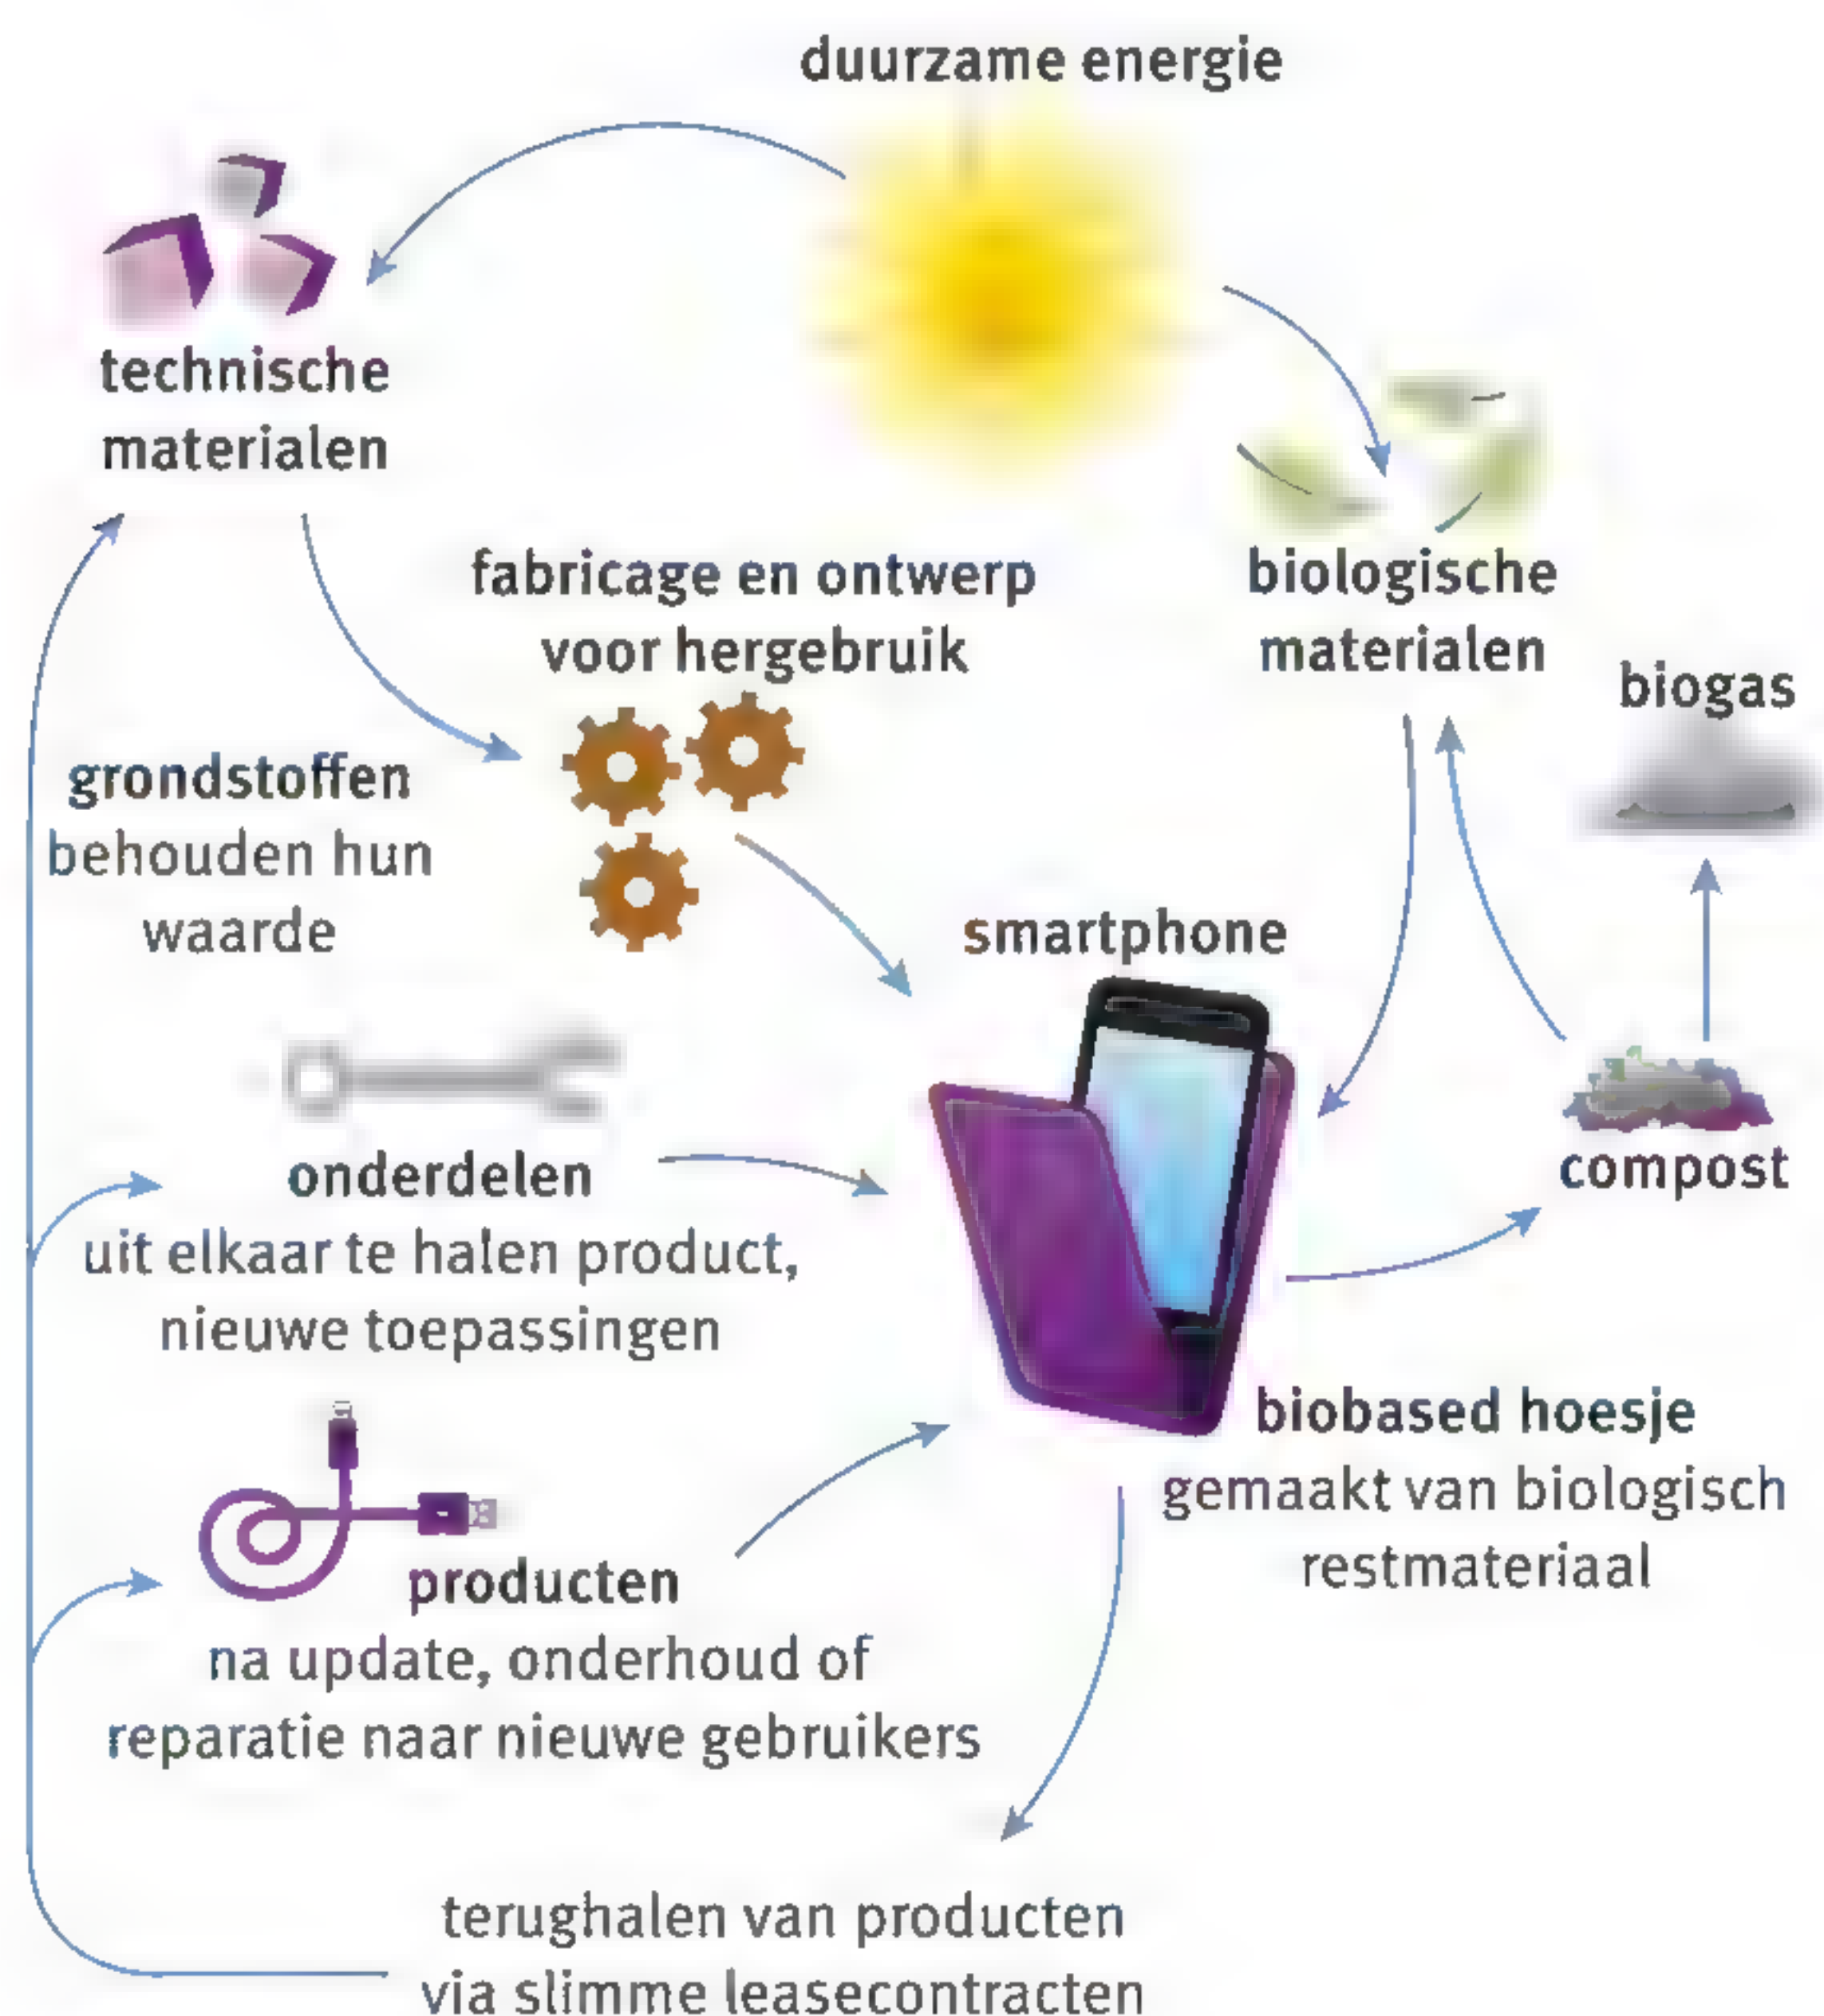 duurzame energie
technische
materialen
fabricage en ontwerp
voor hergebruik
biologische
materialen
biogas
grondstoffen
behouden hun
waarde
smartphone
onderdelen
uit elkaar te halen product,
nieuwe toepassingen
compost
biobased hoesje
gemaakt van biologisch
restmateriaal
producten
na update, onderhoud of
reparatie naar nieuwe gebruikers
terughalen van producten
via slimme leasecontracten